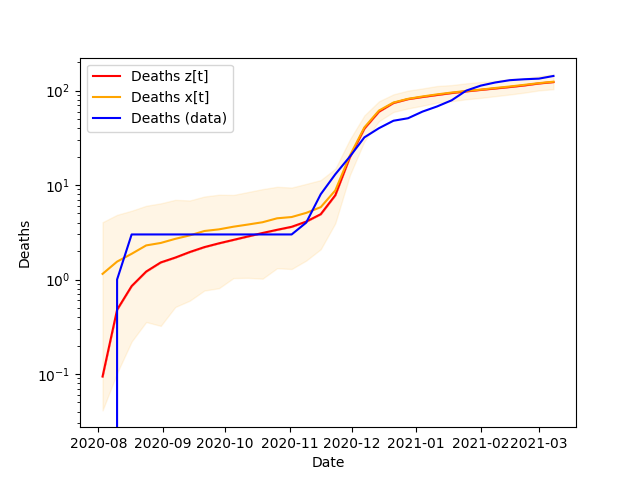 Deaths z[t]
Deaths x[t]
Deaths (data)
Deaths
10²
10¹
10⁰
10⁻¹
2020-08 2020-09 2020-10 2020-11 2020-12 2021-01 2021-02 2021-03
Date